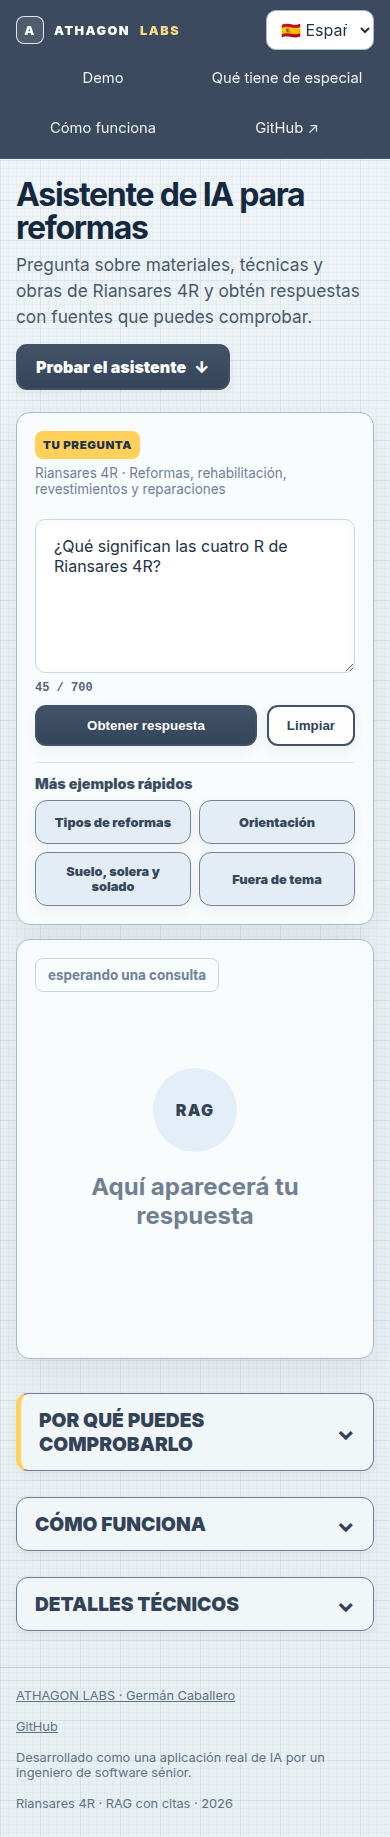 A ATHAGON LABS
🇪🇸 Espai
Demo Qué tiene de especial
Cómo funciona GitHub ↗
Asistente de IA para
reformas
Pregunta sobre materiales, técnicas y
obras de Riansares 4R y obtén respuestas
con fuentes que puedes comprobar.
Probar el asistente ↓
TU PREGUNTA
Riansares 4R · Reformas, rehabilitación,
revestimientos y reparaciones
¿Qué significan las cuatro R de
Riansares 4R?
45 / 700
Obtener respuesta Limpiar
Más ejemplos rápidos
Tipos de reformas Orientación
Suelo, solera y
solado
Fuera de tema
esperando una consulta
RAG
Aquí aparecerá tu
respuesta
POR QUÉ PUEDES
COMPROBARLO
CÓMO FUNCIONA
DETALLES TÉCNICOS
ATHAGON LABS · Germán Caballero
GitHub
Desarrollado como una aplicación real de IA por un
ingeniero de software sénior.
Riansares 4R · RAG con citas · 2026